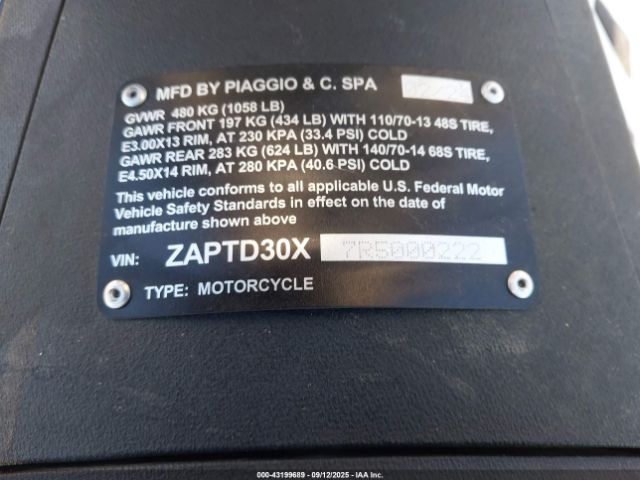 MFD BY PIAGGIO & C. SPA
GVWR 480 KG (1058 LB)
GAWR FRONT 197 KG (434 LB) WITH 110/70-13 48S TIRE,
E3.00X13 RIM, AT 230 KPA (33.4 PSI) COLD
GAWR REAR 283 KG (624 LB) WITH 140/70-14 68S TIRE,
E4.50X14 RIM, AT 280 KPA (40.6 PSI) COLD
This vehicle conforms to all applicable U.S. Federal Motor
Vehicle Safety Standards in effect on the date of
manufacture shown above
VIN: ZAPTD30X 7R5000222
TYPE: MOTORCYCLE
000-43199689 - 09/12/2025 - IAA Inc.